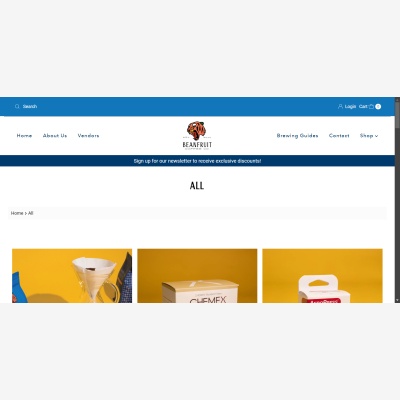 Search
Login Cart 0
Home About Us Vendors
BEANFRUIT
Brewing Guides Contact Shop
Sign up for our newsletter to receive exclusive discounts!
ALL
Home > All
CHEMEX
AeroPress